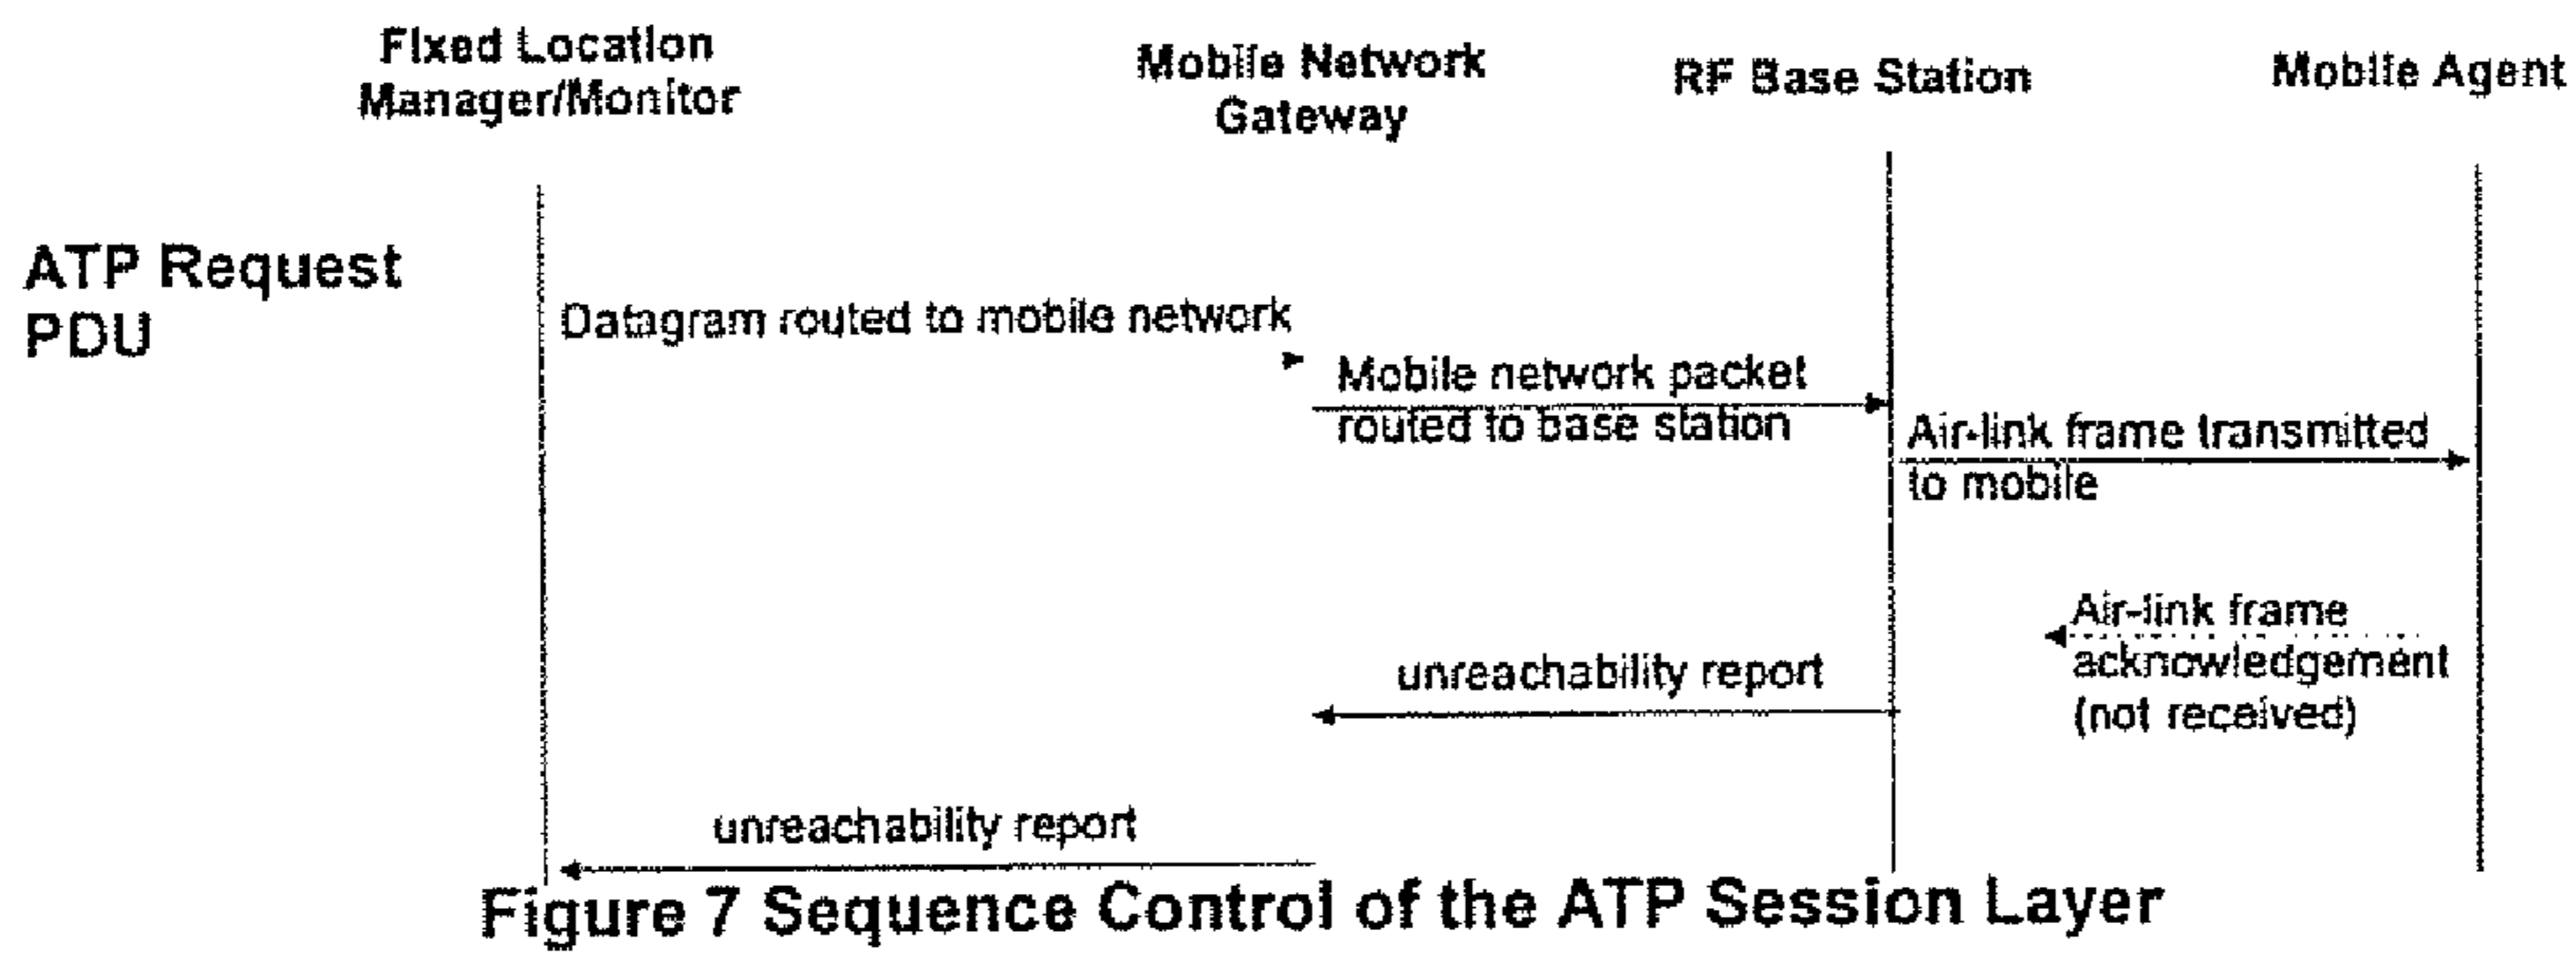 Fixed Location
Manager/Monitor
Mobile Network
Gateway
RF Base Station
Mobile Agent
ATP Request
PDU
Datagram routed to mobile network
Mobile network packet
routed to base station
Air-link frame transmitted
to mobile
Air-link frame
acknowledgement
(not received)
unreachability report
unreachability report
Figure 7 Sequence Control of the ATP Session Layer